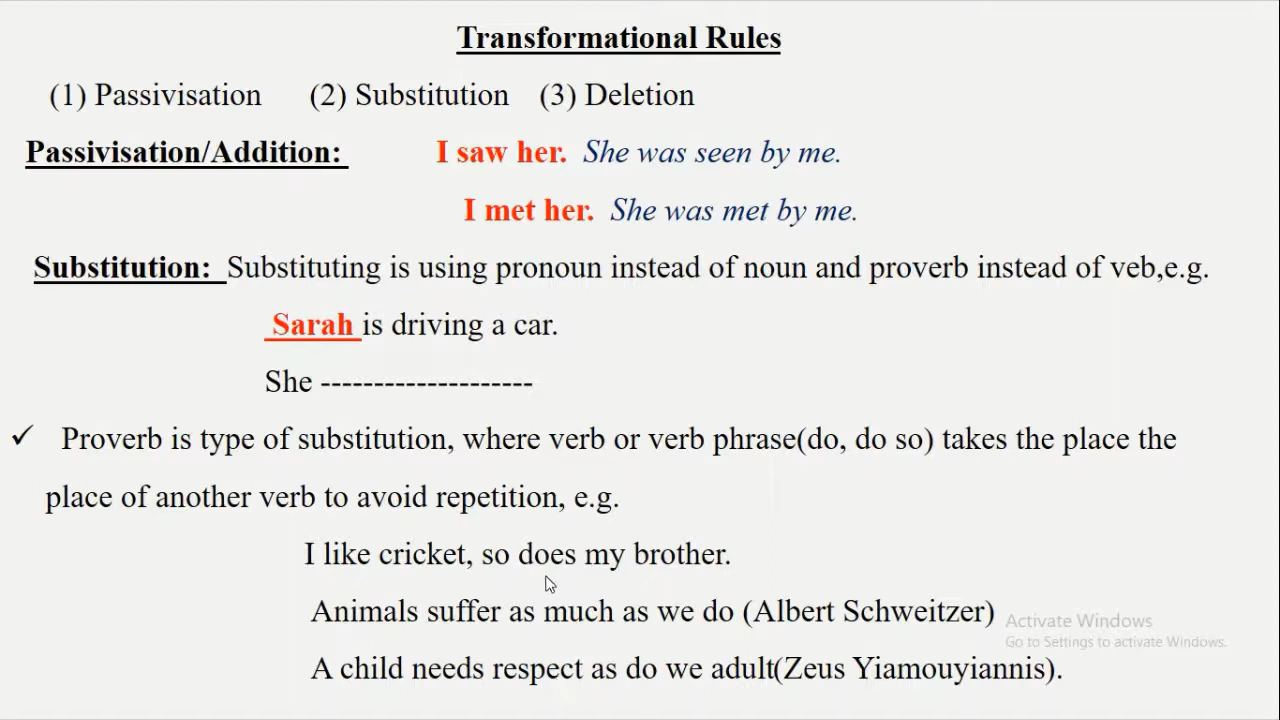 Transformational Rules
(1) Passivisation (2) Substitution (3) Deletion
Passivisation/Addition: I saw her. She was seen by me.
I met her. She was met by me.
Substitution: Substituting is using pronoun instead of noun and proverb instead of veb,e.g.
Sarah is driving a car.
She --------------------
✓ Proverb is type of substitution, where verb or verb phrase(do, do so) takes the place the
place of another verb to avoid repetition, e.g.
I like cricket, so does my brother.
Animals suffer as much as we do (Albert Schweitzer)
A child needs respect as do we adult(Zeus Yiamouyiannis).
Activate Windows
Go to Settings to activate Windows.